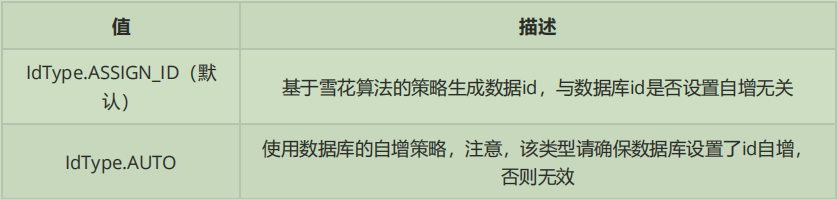 值
描述
IdType.ASSIGN_ID（默
认）
基于雪花算法的策略生成数据id，与数据库id是否设置自增无关
IdType.AUTO
使用数据库的自增策略，注意，该类型请确保数据库设置了id自增，
否则无效